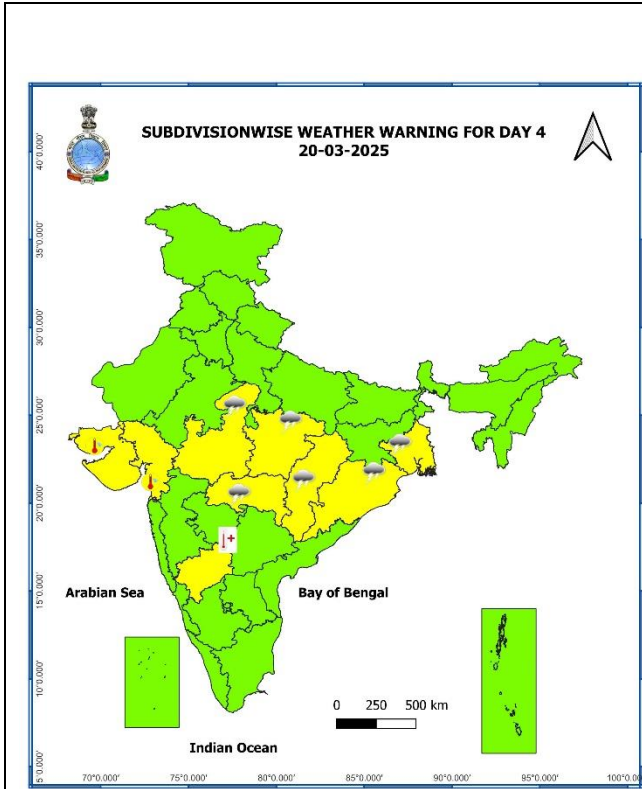 SUBDIVISIONWISE WEATHER WARNING FOR DAY 4
20-03-2025
40°0.000'
35°0.000'
30°0.000'
25°0.000'
20°0.000'
15°0.000'
10°0.000'
5°0.000'
Arabian Sea
Bay of Bengal
0 250 500 km
Indian Ocean
70°0.000' 75°0.000' 80°0.000' 85°0.000' 90°0.000' 95°0.000' 100°0.00